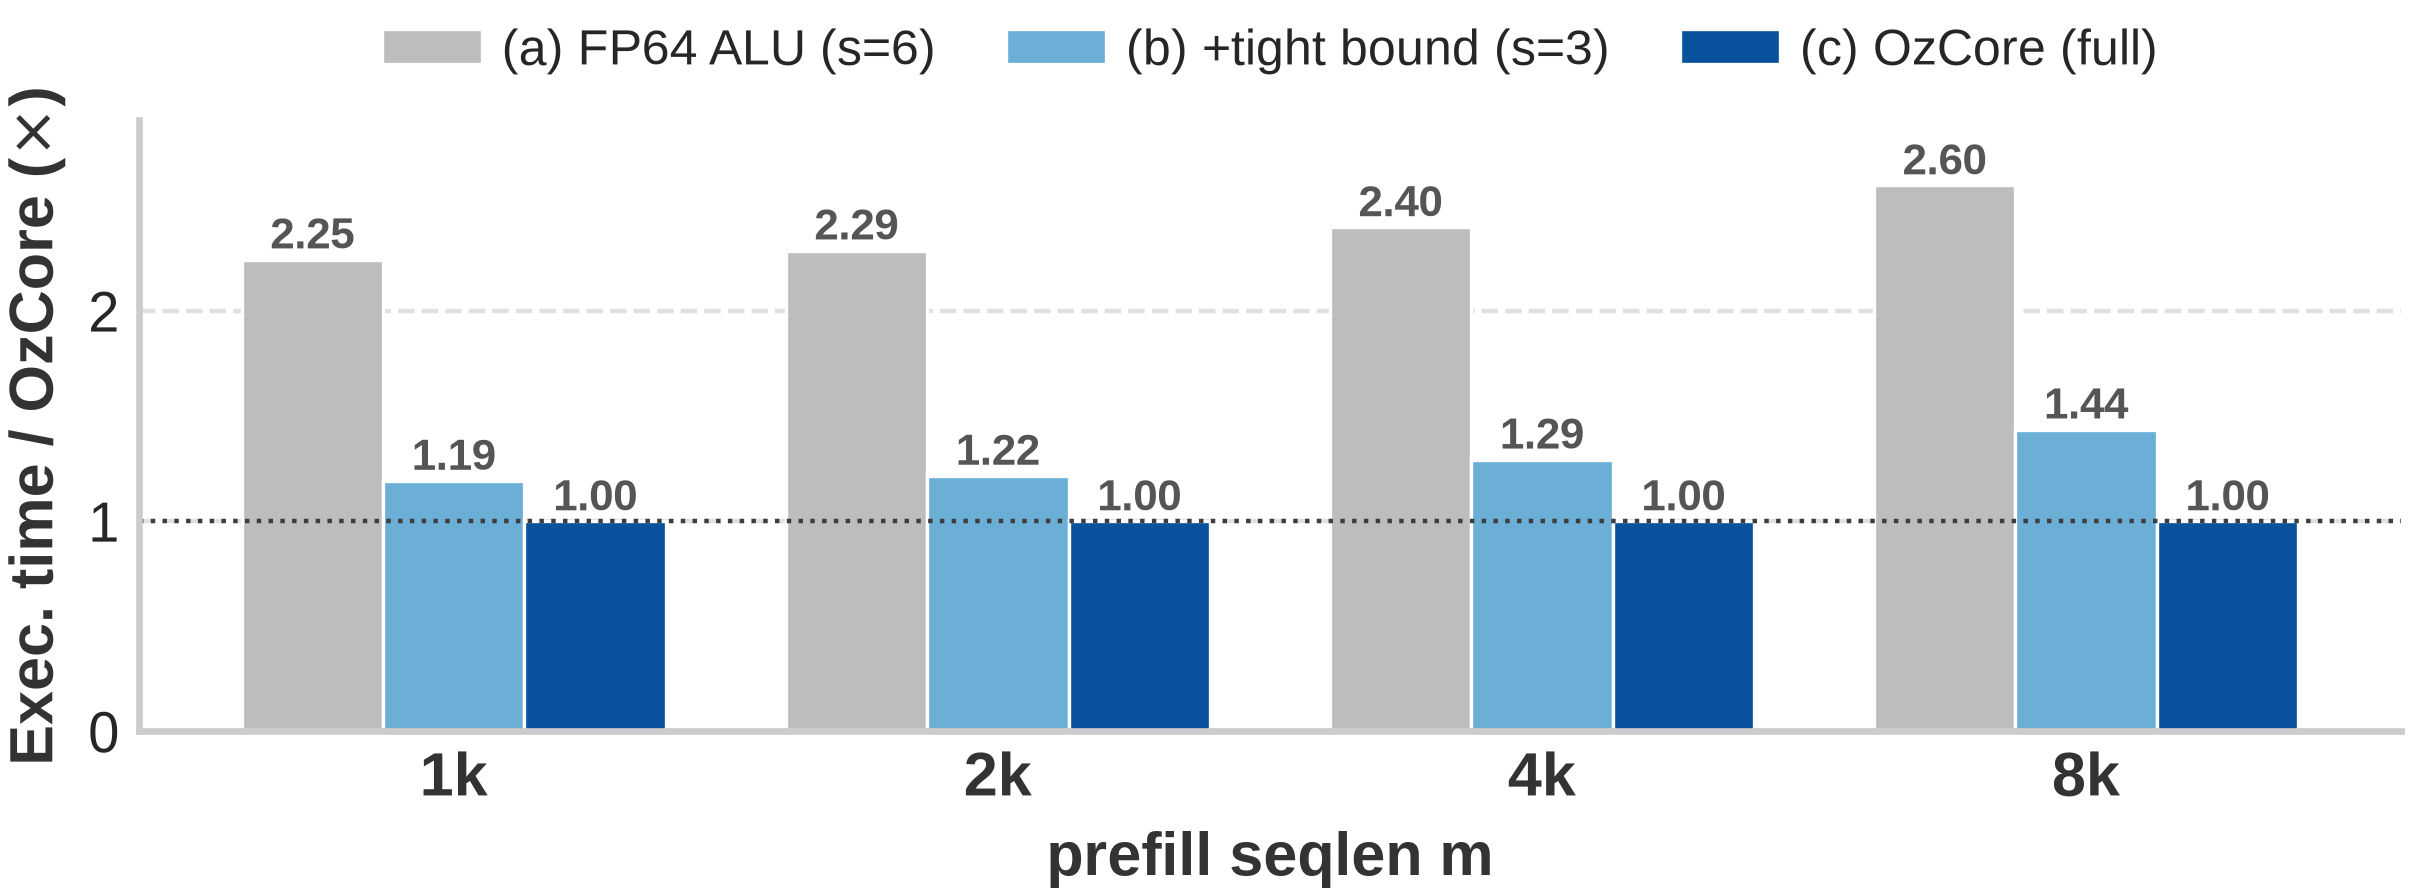 (a) FP64 ALU (s=6) (b) +tight bound (s=3) (c) OzCore (full)
Exec. time / OzCore (×)
2
1
0
2.25 1.19 1.00
2.29 1.22 1.00
2.40 1.29 1.00
2.60 1.44 1.00
1k 2k 4k 8k
prefill seqlen m